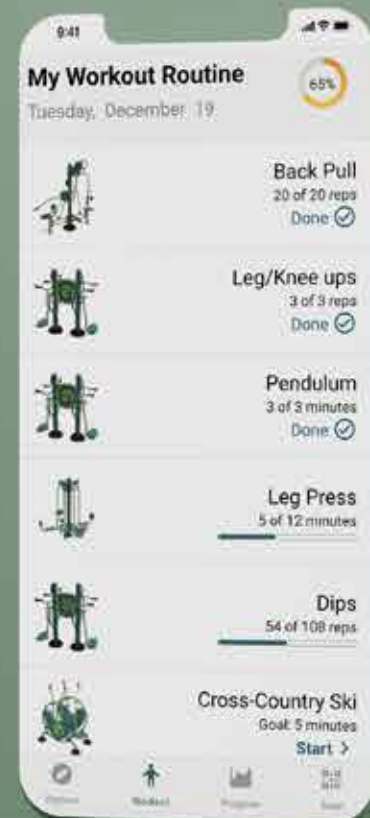 9:41
My Workout Routine
65%
Tuesday, December 19
Back Pull
20 of 20 reps
Done
Leg/Knee ups
3 of 3 reps
Done
Pendulum
3 of 3 minutes
Done
Leg Press
5 of 12 minutes
Dips
54 of 108 reps
Cross-Country Ski
Goal: 5 minutes
Start >
Workout
Progress